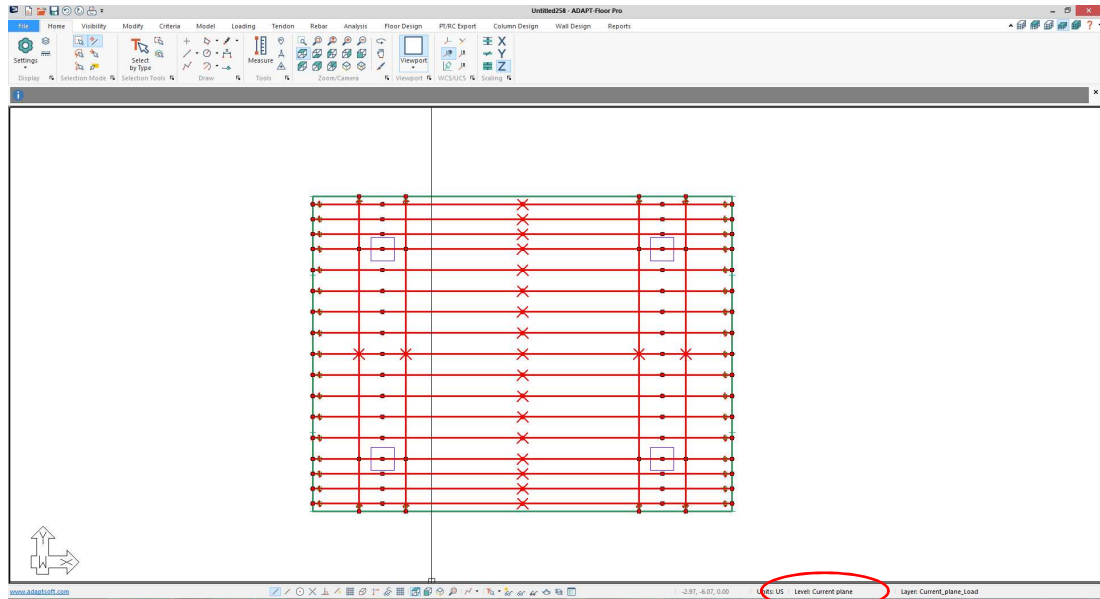 Untitled258 - ADAPT-Floor Pro
File Home Visibility Modify Criteria Model Loading Tendon Rebar Analysis Floor Design PT/RC Export Column Design Wall Design Reports
Settings
Select
by Type
Measure
Viewport
X
Y
Z
Display Selection Mode Selection Tools Draw Tools Zoom/Camera Viewport WCS/UCS Scaling
Y
W X
www.adaptsoft.com -2.97, -6.07, 0.00 Units: US Level: Current plane Layer: Current_plane_Load